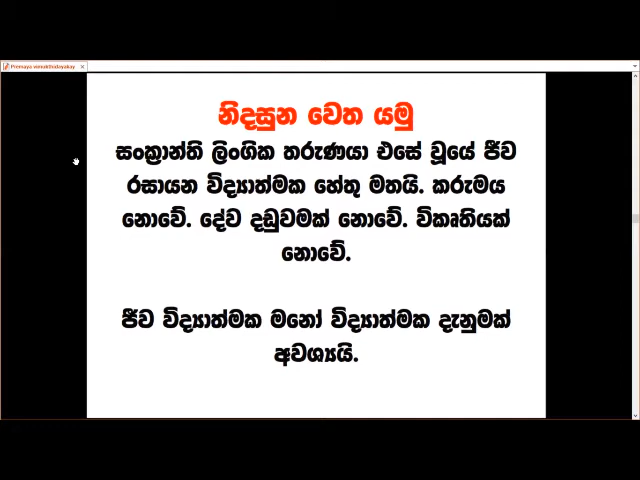 Premaya wimukthidayakay
නිදසුන වෙත යමු
සංක්‍රාන්ති ලිංගික තරුණයා එසේ වූයේ ජීව
රසායන විද්‍යාත්මක හේතු මතයි. කරුමය
නොවේ. දේව දඬුවමක් නොවේ. විකෘතියක්
නොවේ.
ජීව විද්‍යාත්මක මනෝ විද්‍යාත්මක දැනුමක්
අවශ්‍යයි.